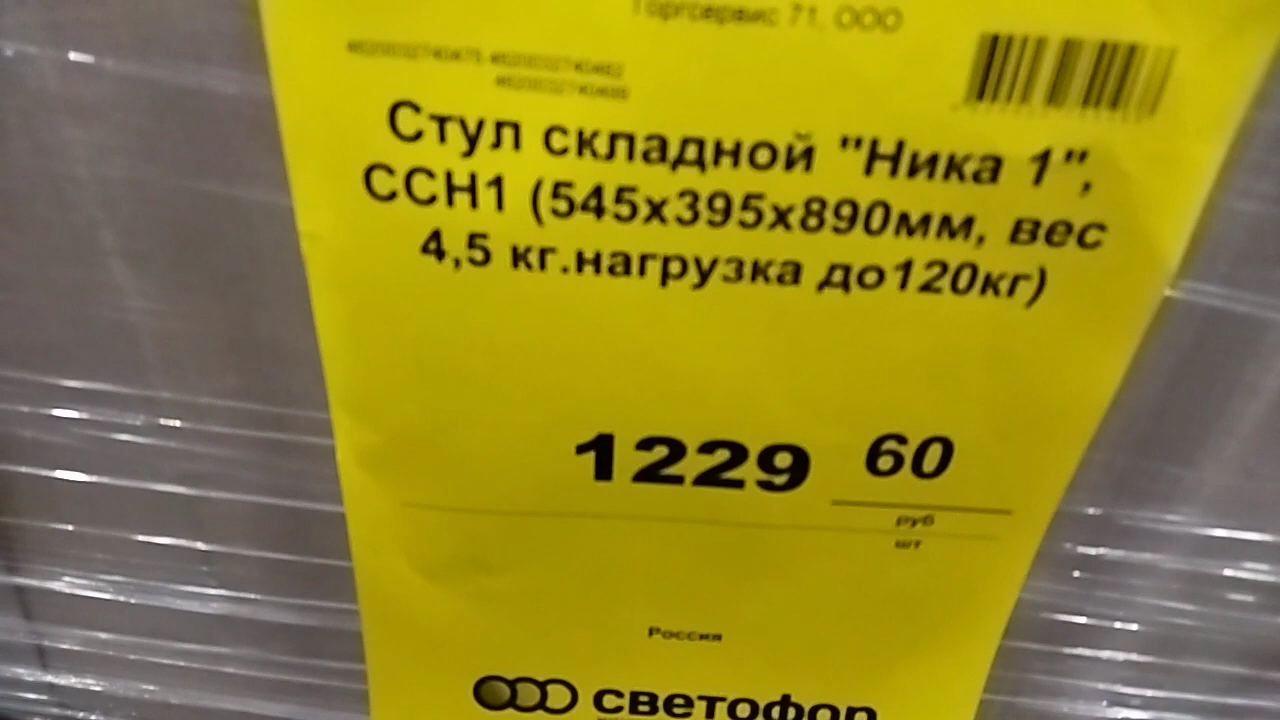 Торгсервис 71, ООО
Стул складной "Ника 1",
ССН1 (545х395х890мм, вес
4,5 кг.нагрузка до120кг)
1229 60
руб
шт
Россия
светофор